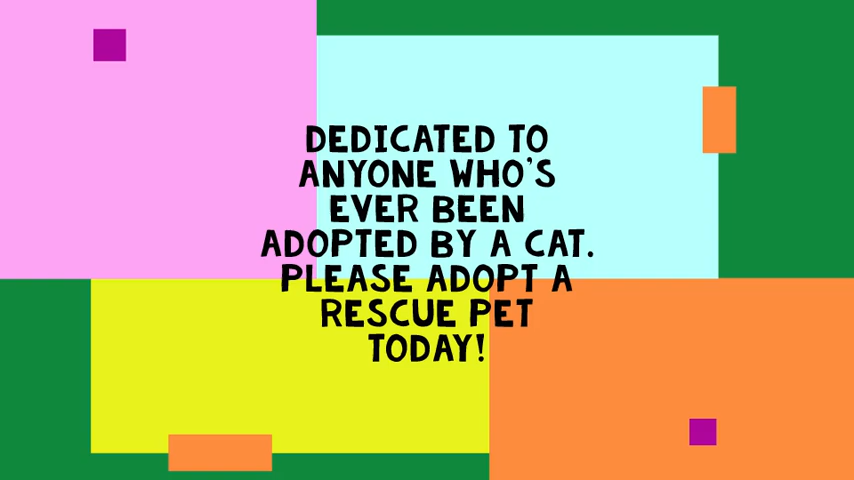 DEDICATED TO
ANYONE WHO'S
EVER BEEN
ADOPTED BY A CAT.
PLEASE ADOPT A
RESCUE PET
TODAY!